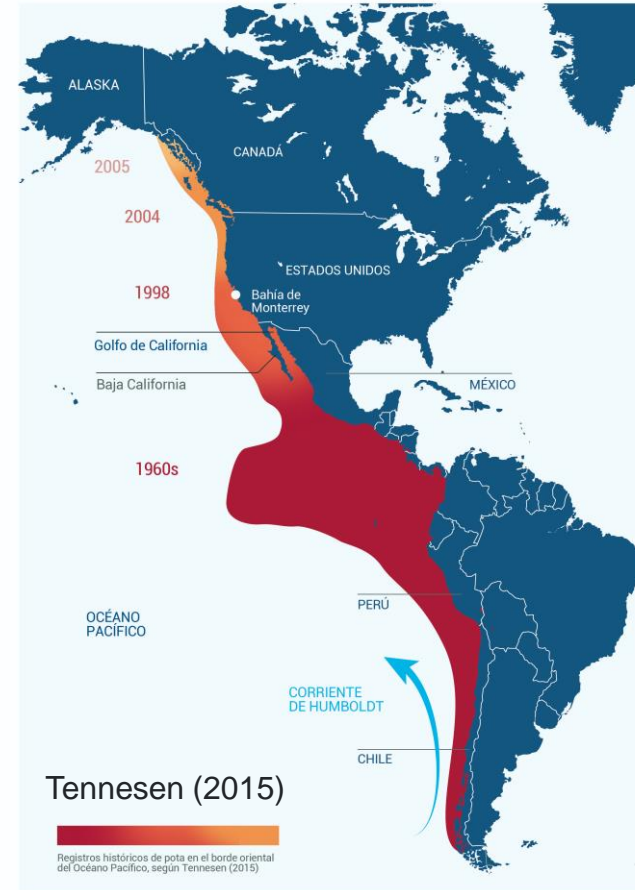 ALASKA
CANADÁ
2005
2004
ESTADOS UNIDOS
1998
Bahía de
Monterrey
Golfo de California
Baja California
MÉXICO
1960s
PERÚ
OCÉANO
PACÍFICO
CORRIENTE
DE HUMBOLDT
CHILE
Tennesen (2015)
Registros históricos de pota en el borde oriental
del Océano Pacífico, según Tennesen (2015)